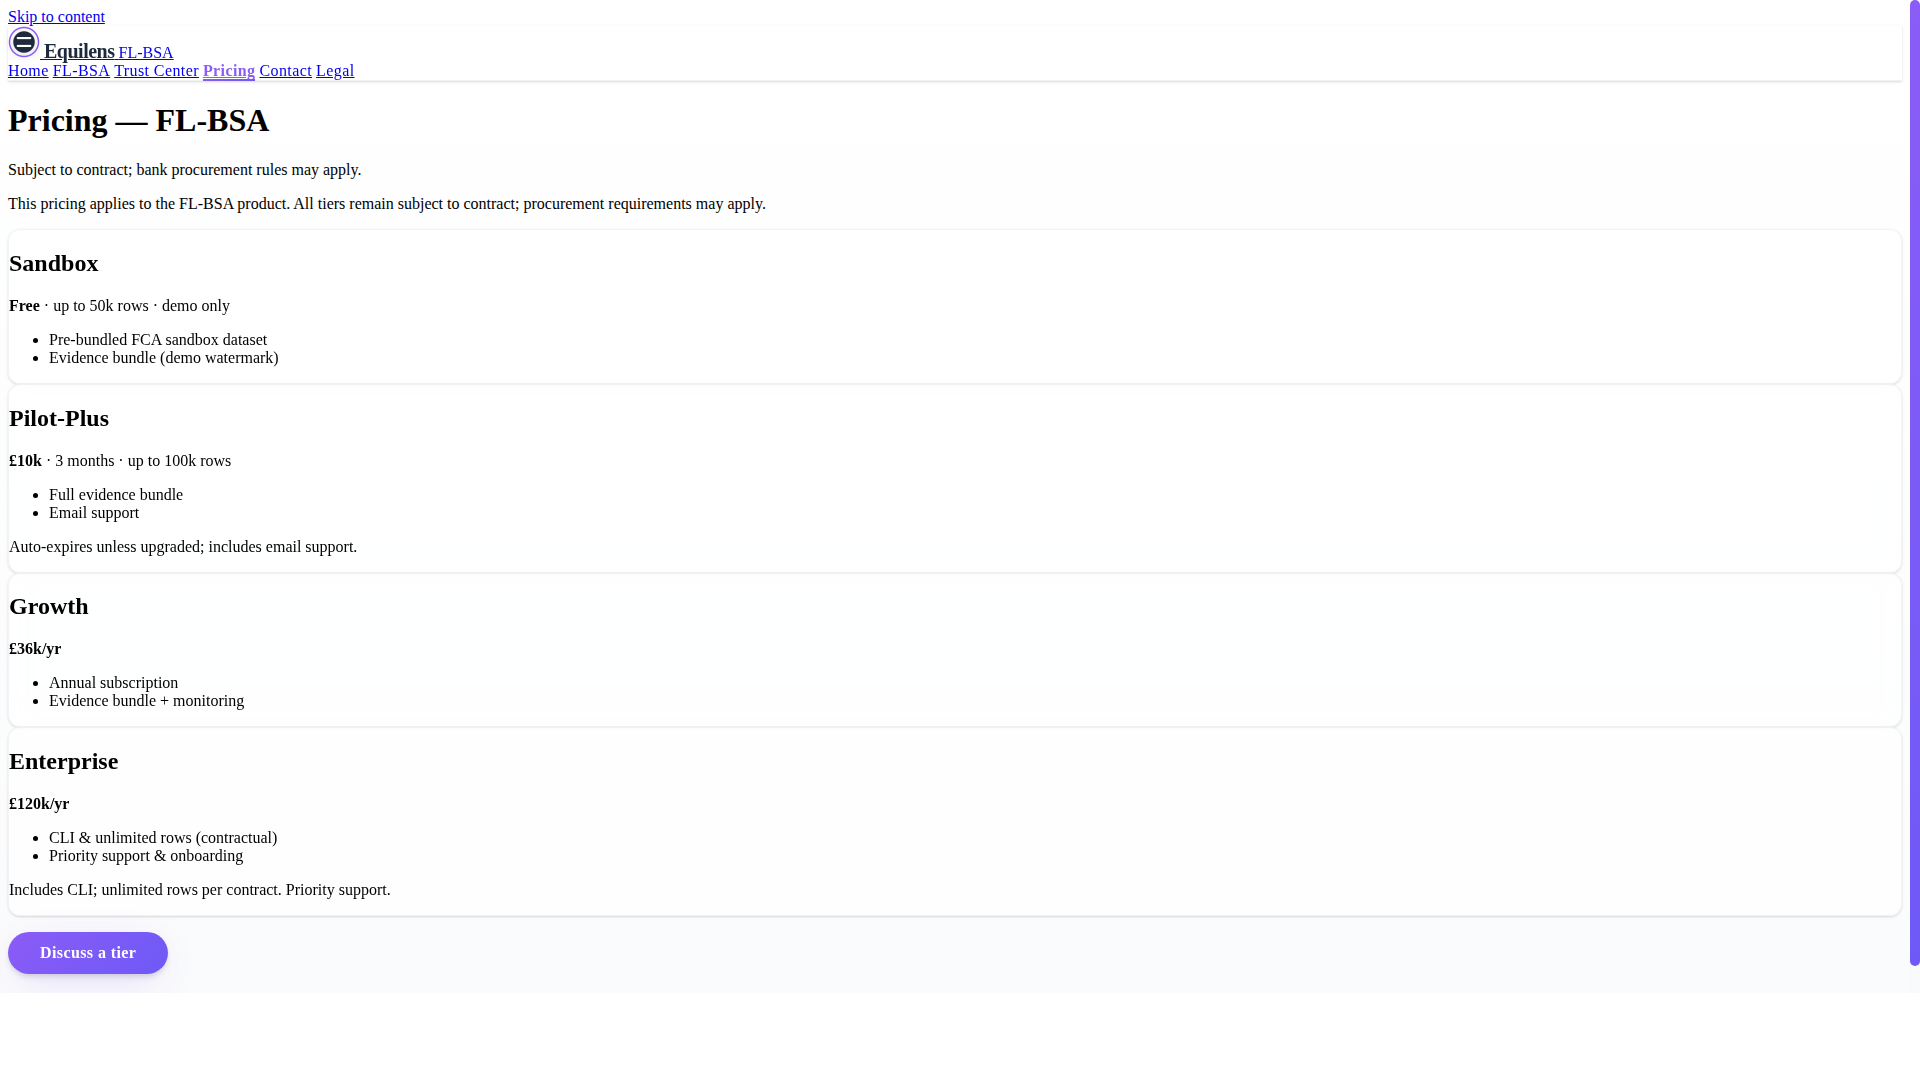 Skip to content
Equilens FL-BSA
Home FL-BSA Trust Center Pricing Contact Legal
Pricing — FL-BSA
Subject to contract; bank procurement rules may apply.
This pricing applies to the FL-BSA product. All tiers remain subject to contract; procurement requirements may apply.
Sandbox
Free · up to 50k rows · demo only
• Pre-bundled FCA sandbox dataset
• Evidence bundle (demo watermark)
Pilot-Plus
£10k · 3 months · up to 100k rows
• Full evidence bundle
• Email support
Auto-expires unless upgraded; includes email support.
Growth
£36k/yr
• Annual subscription
• Evidence bundle + monitoring
Enterprise
£120k/yr
• CLI & unlimited rows (contractual)
• Priority support & onboarding
Includes CLI; unlimited rows per contract. Priority support.
Discuss a tier